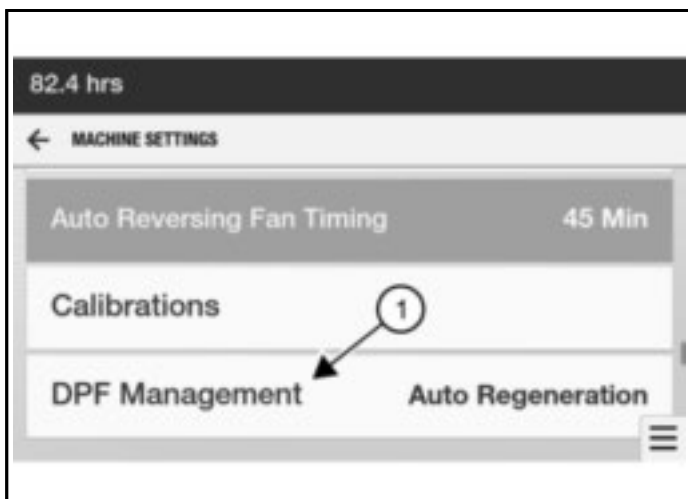 82.4 hrs
MACHINE SETTINGS
Auto Reversing Fan Timing 45 Min
Calibrations
1
DPF Management Auto Regeneration